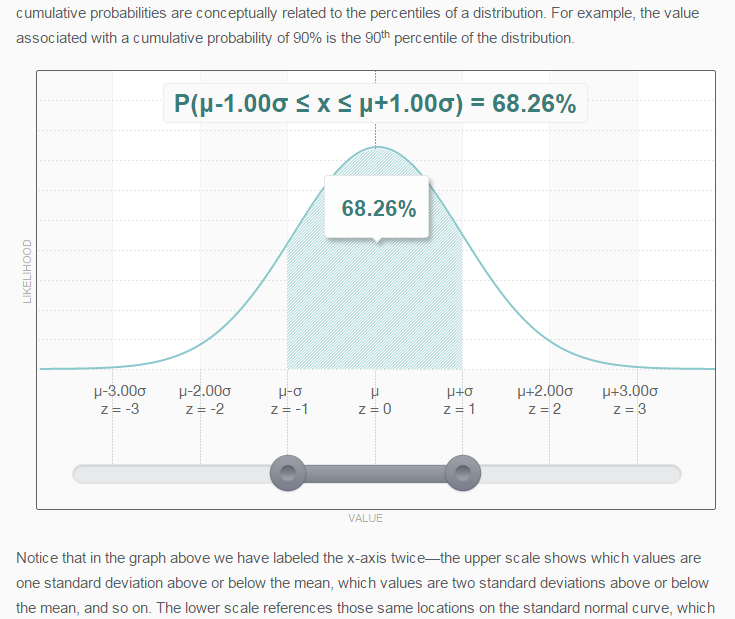 cumulative probabilities are conceptually related to the percentiles of a distribution. For example, the value
associated with a cumulative probability of 90% is the 90th percentile of the distribution.
P(μ-1.00σ ≤ x ≤ μ+1.00σ) = 68.26%
68.26%
LIKELIHOOD
μ-3.00σ μ-2.00σ μ-σ μ μ+σ μ+2.00σ μ+3.00σ
z = -3 z = -2 z = -1 z = 0 z = 1 z = 2 z = 3
VALUE
Notice that in the graph above we have labeled the x-axis twice—the upper scale shows which values are
one standard deviation above or below the mean, which values are two standard deviations above or below
the mean, and so on. The lower scale references those same locations on the standard normal curve, which